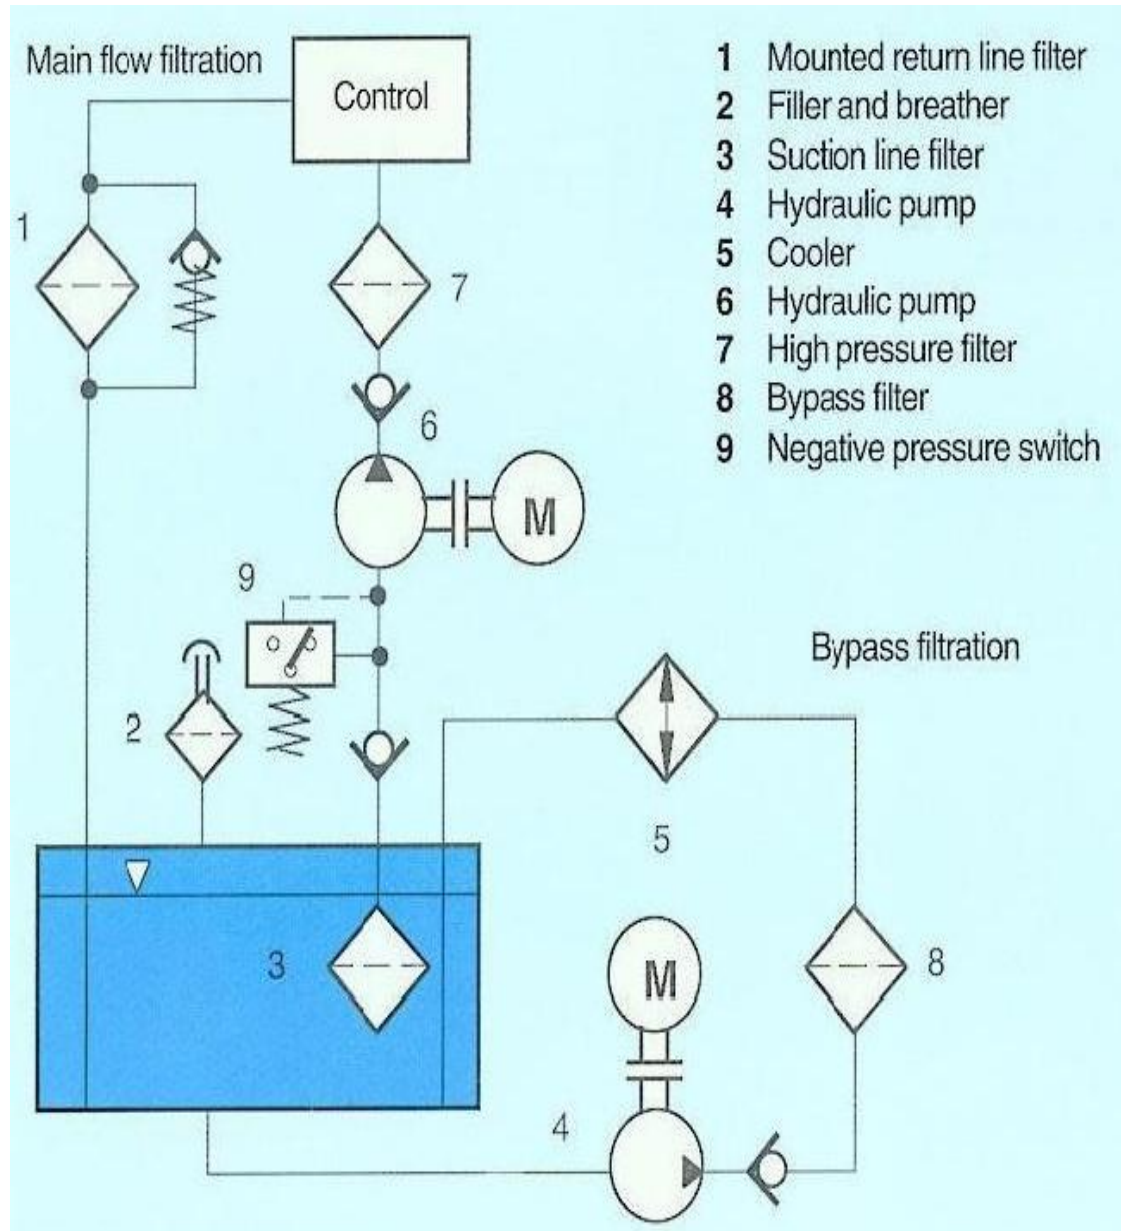 Main flow filtration
Control
1 Mounted return line filter
2 Filler and breather
3 Suction line filter
4 Hydraulic pump
5 Cooler
6 Hydraulic pump
7 High pressure filter
8 Bypass filter
9 Negative pressure switch
1
7
6
M
9
Bypass filtration
2
5
3
M
8
4